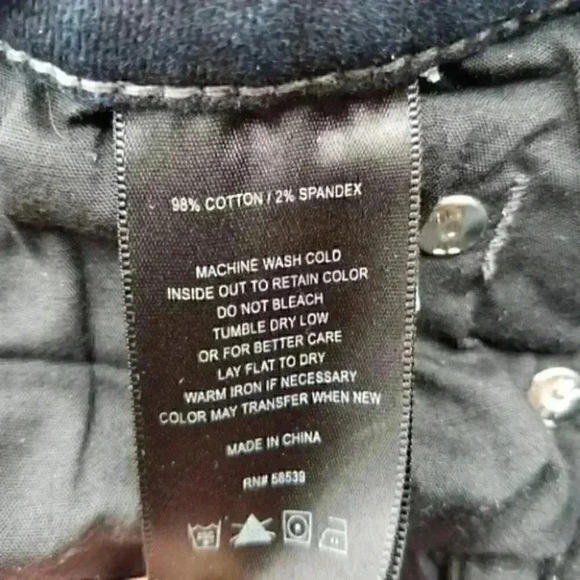 98% COTTON / 2% SPANDEX
MACHINE WASH COLD
INSIDE OUT TO RETAIN COLOR
DO NOT BLEACH
TUMBLE DRY LOW
OR FOR BETTER CARE
LAY FLAT TO DRY
WARM IRON IF NECESSARY
COLOR MAY TRANSFER WHEN NEW
MADE IN CHINA
RN# 58539